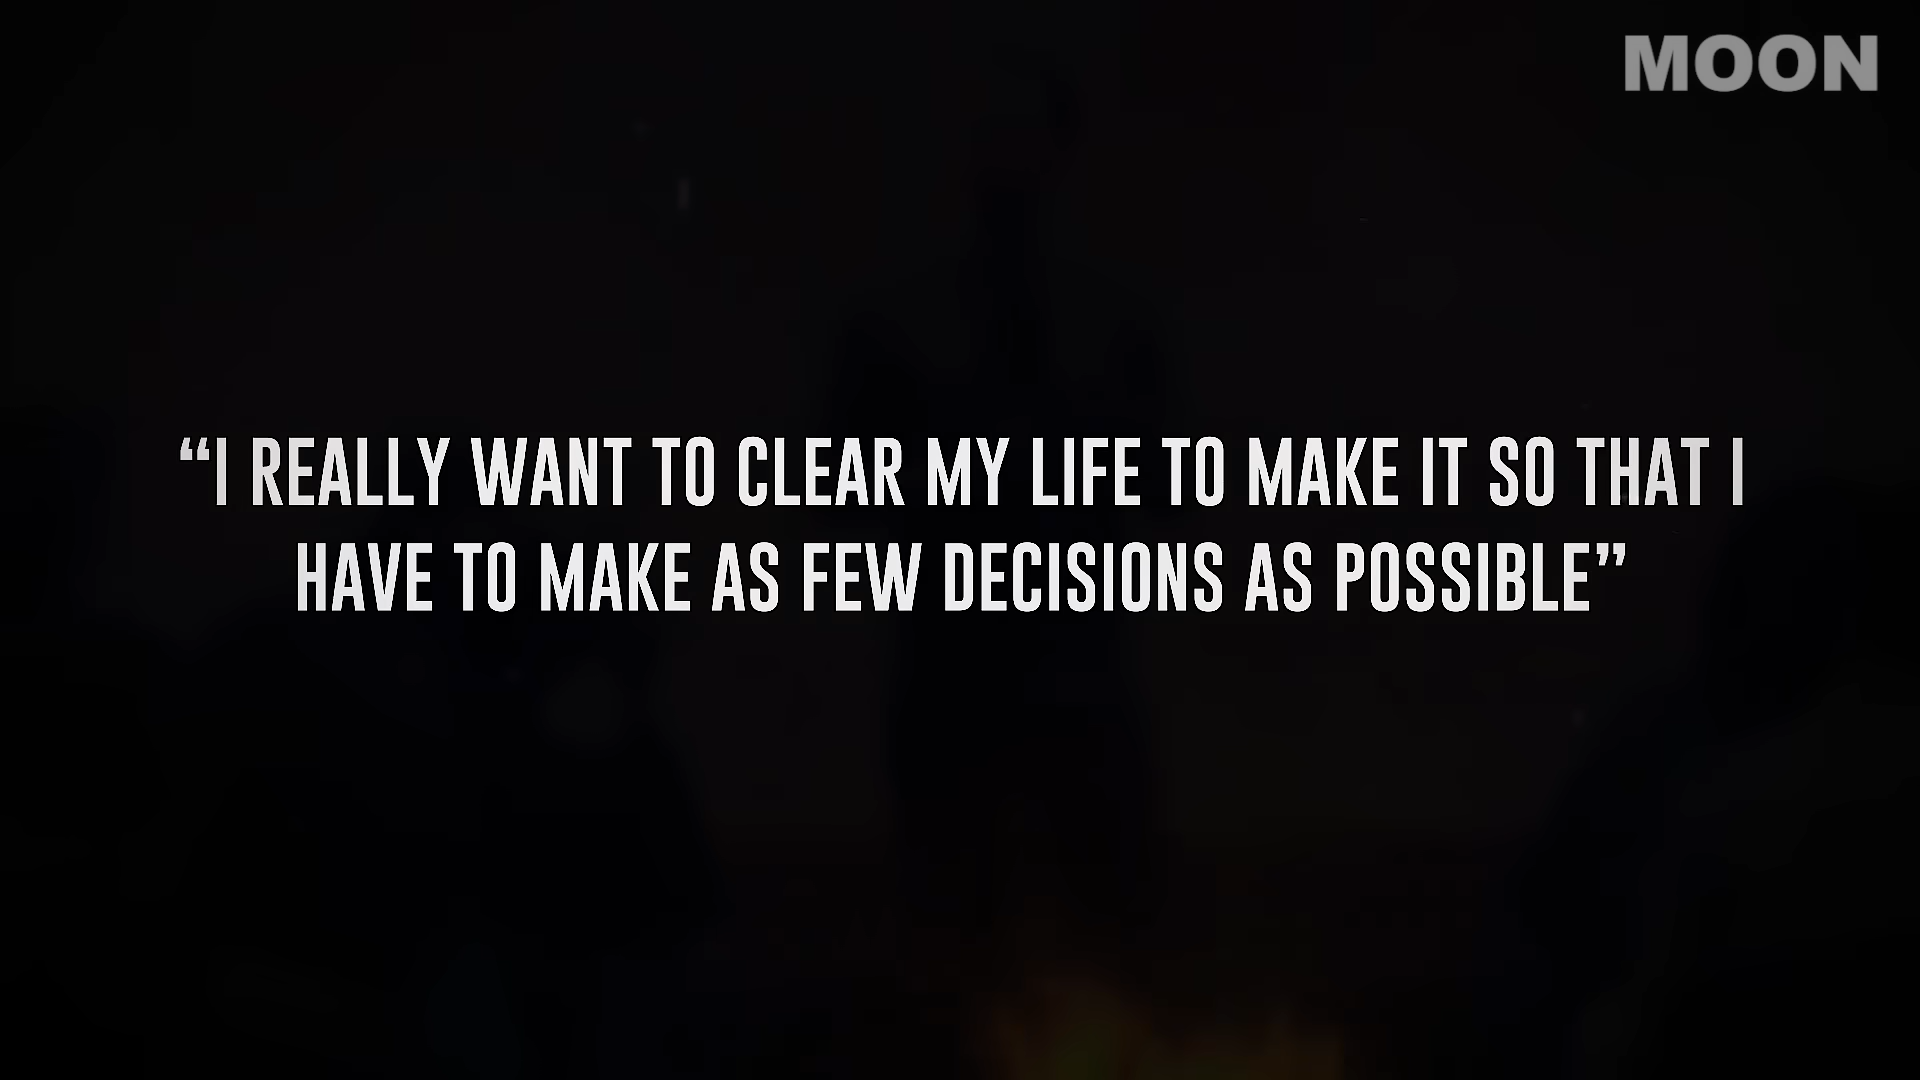 MOON
“I REALLY WANT TO CLEAR MY LIFE TO MAKE IT SO THAT I
HAVE TO MAKE AS FEW DECISIONS AS POSSIBLE”